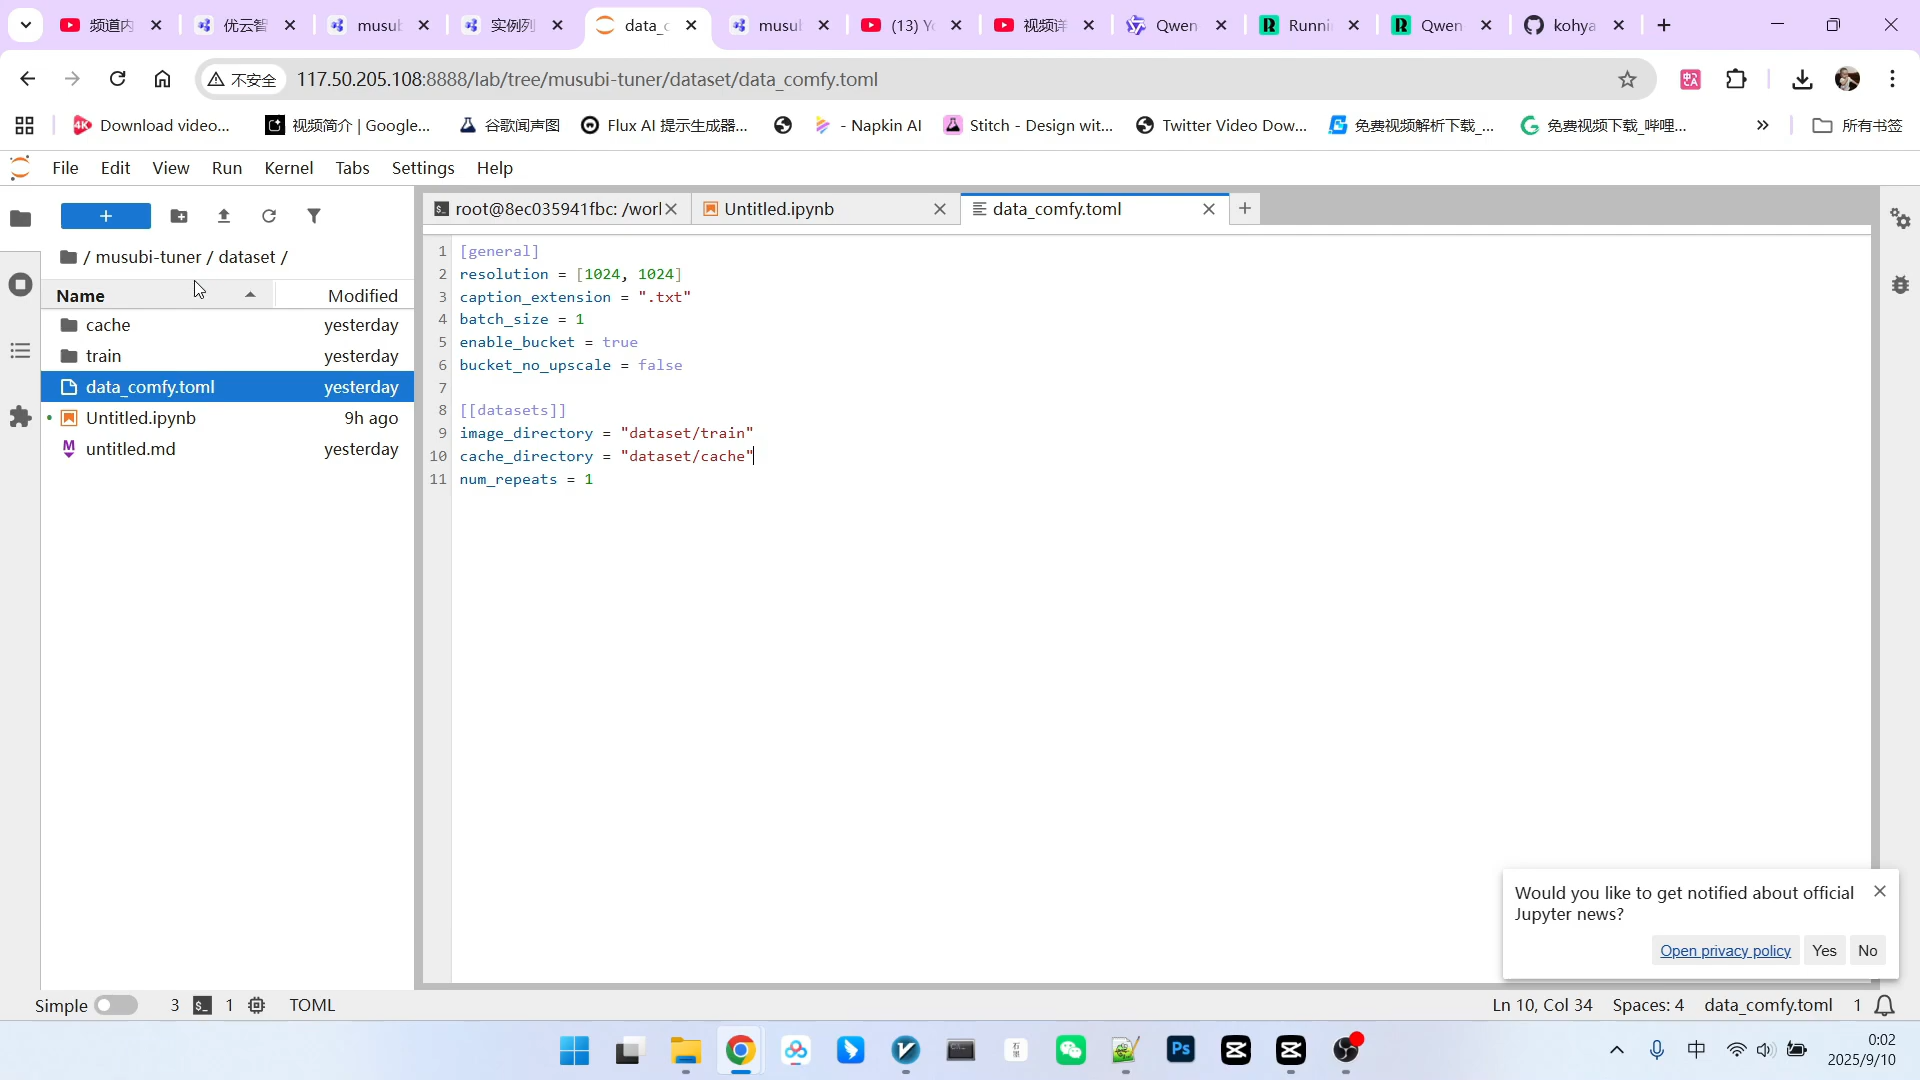 频道内
优云智
musul
实例列
data_c
musul
(13) Yo
视频详
Qwen
Runni
Qwen
kohya
不安全
117.50.205.108:8888/lab/tree/musubi-tuner/dataset/data_comfy.toml
Download video...
视频简介 | Google...
谷歌闻声图
Flux AI 提示生成器...
- Napkin AI
Stitch - Design wit...
Twitter Video Dow...
免费视频解析下载_...
免费视频下载_哔哩...
所有书签
File Edit View Run Kernel Tabs Settings Help
root@8ec035941fbc: /worl
Untitled.ipynb
data_comfy.toml
/ musubi-tuner / dataset /
Name Modified
cache yesterday
train yesterday
data_comfy.toml yesterday
Untitled.ipynb 9h ago
untitled.md yesterday
1 [general]
2 resolution = [1024, 1024]
3 caption_extension = ".txt"
4 batch_size = 1
5 enable_bucket = true
6 bucket_no_upscale = false
7
8 [[datasets]]
9 image_directory = "dataset/train"
10 cache_directory = "dataset/cache"
11 num_repeats = 1
Would you like to get notified about official
Jupyter news?
Open privacy policy Yes No
Simple 3 1 TOML
Ln 10, Col 34 Spaces: 4 data_comfy.toml 1
Ps
中
0:02
2025/9/10